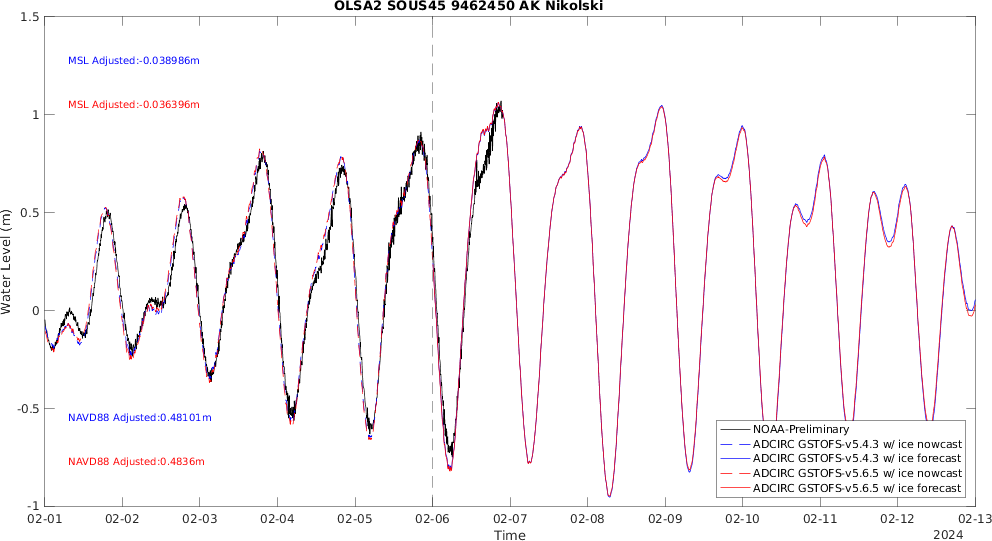 OLSA2 SOUS45 9462450 AK Nikolski
1.5
MSL Adjusted:-0.038986m
MSL Adjusted:-0.036396m
1
0.5
Water Level (m)
0
-0.5
NAVD88 Adjusted:0.48101m
NAVD88 Adjusted:0.4836m
NOAA-Preliminary
ADCIRC GSTOFS-v5.4.3 w/ ice nowcast
ADCIRC GSTOFS-v5.4.3 w/ ice forecast
ADCIRC GSTOFS-v5.6.5 w/ ice nowcast
ADCIRC GSTOFS-v5.6.5 w/ ice forecast
-1
02-01 02-02 02-03 02-04 02-05 02-06 02-07 02-08 02-09 02-10 02-11 02-12 02-13
Time
2024